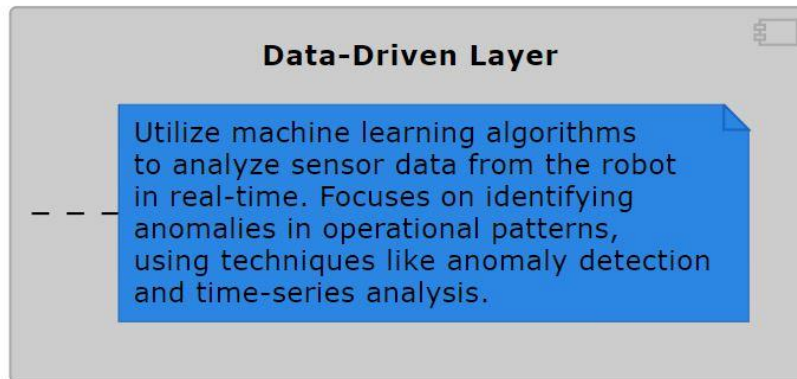 Data-Driven Layer
Utilize machine learning algorithms
to analyze sensor data from the robot
in real-time. Focuses on identifying
anomalies in operational patterns,
using techniques like anomaly detection
and time-series analysis.